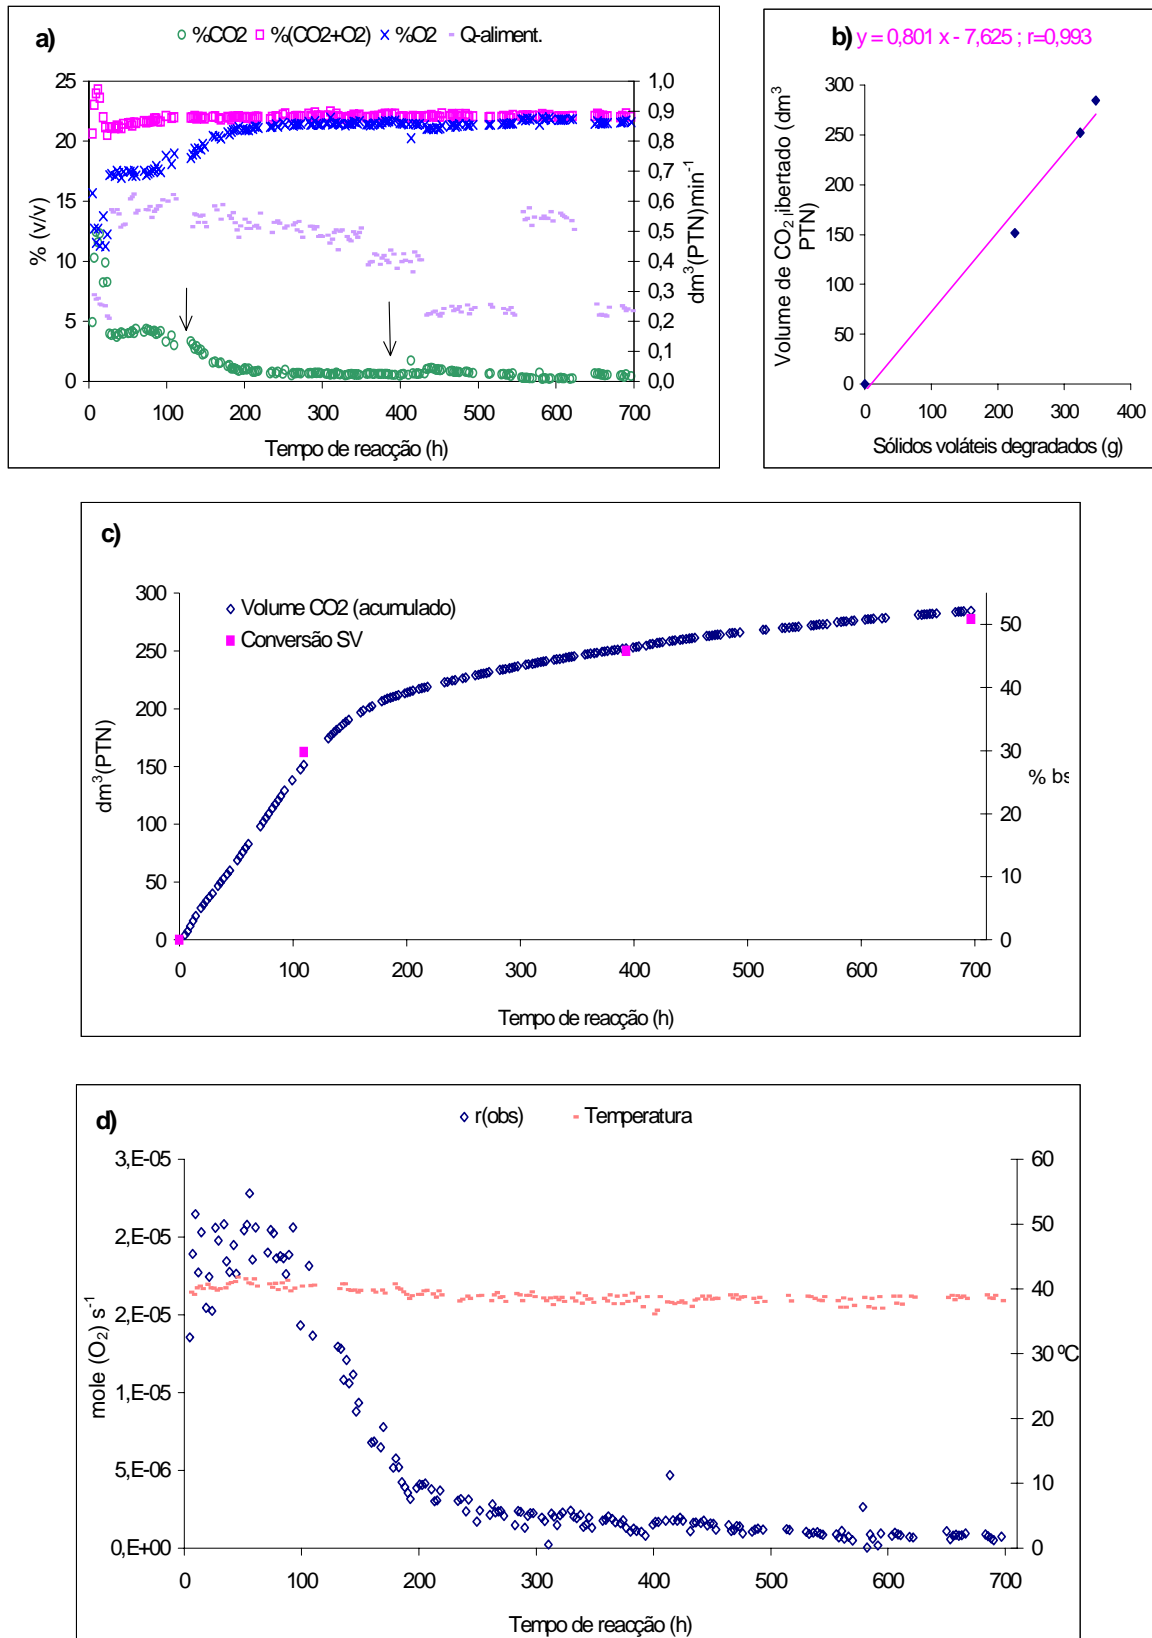 a)
%CO2 %(CO2+O2) %O2 Q-aliment.
25
20
15
10
5
0
% (v/v)
1,0
0,9
0,8
0,7
0,6
0,5
0,4
0,3
0,2
0,1
0,0
dm3(PTN)min-1
0 100 200 300 400 500 600 700
Tempo de reacção (h)
b) y = 0,801 x - 7,625 ; r=0,993
Volume de CO2 libertado (dm3
PTN)
300
250
200
150
100
50
0
0 100 200 300 400
Sólidos voláteis degradados (g)
c)
Volume CO2 (acumulado)
Conversão SV
300
250
200
150
100
50
0
dm3(PTN)
50
40
30
20
10
0
% bs
0 100 200 300 400 500 600 700
Tempo de reacção (h)
d)
r(obs) Temperatura
3,E-05
2,E-05
2,E-05
1,E-05
5,E-06
0,E+00
mole (O2) s-1
60
50
40
30
20
10
0
ºC
0 100 200 300 400 500 600 700
Tempo de reacção (h)